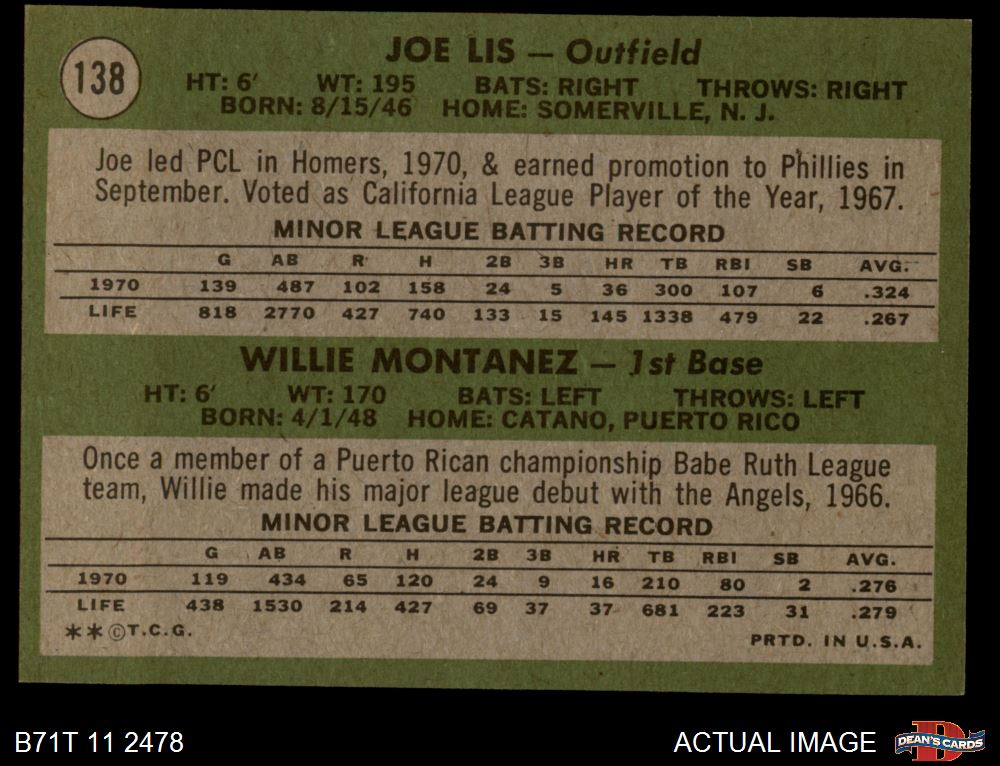 138
JOE LIS — Outfield
HT: 6' WT: 195 BATS: RIGHT THROWS: RIGHT
BORN: 8/15/46 HOME: SOMERVILLE, N. J.
Joe led PCL in Homers, 1970, & earned promotion to Phillies in
September. Voted as California League Player of the Year, 1967.
MINOR LEAGUE BATTING RECORD
G AB R H 2B 3B HR TB RBI SB AVG.
1970 139 487 102 158 24 5 36 300 107 6 .324
LIFE 818 2770 427 740 133 15 145 1338 479 22 .267
WILLIE MONTANEZ — 1st Base
HT: 6' WT: 170 BATS: LEFT THROWS: LEFT
BORN: 4/1/48 HOME: CATANO, PUERTO RICO
Once a member of a Puerto Rican championship Babe Ruth League
team, Willie made his major league debut with the Angels, 1966.
MINOR LEAGUE BATTING RECORD
G AB R H 2B 3B HR TB RBI SB AVG.
1970 119 434 65 120 24 9 16 210 80 2 .276
LIFE 438 1530 214 427 69 37 37 681 223 31 .279
**©T.C.G. PRTD. IN U.S.A.
B71T 11 2478 ACTUAL IMAGE D DEAN'S CARDS